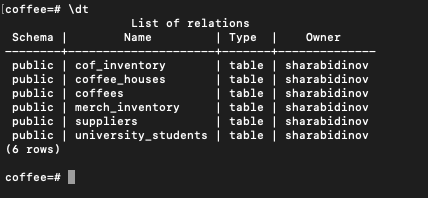 [coffee=# \dt
                  List of relations
 Schema |         Name          | Type  |    Owner
--------+-----------------------+-------+--------------
 public | cof_inventory         | table | sharabidinov
 public | coffee_houses         | table | sharabidinov
 public | coffees               | table | sharabidinov
 public | merch_inventory       | table | sharabidinov
 public | suppliers             | table | sharabidinov
 public | university_students   | table | sharabidinov
(6 rows)
coffee=#